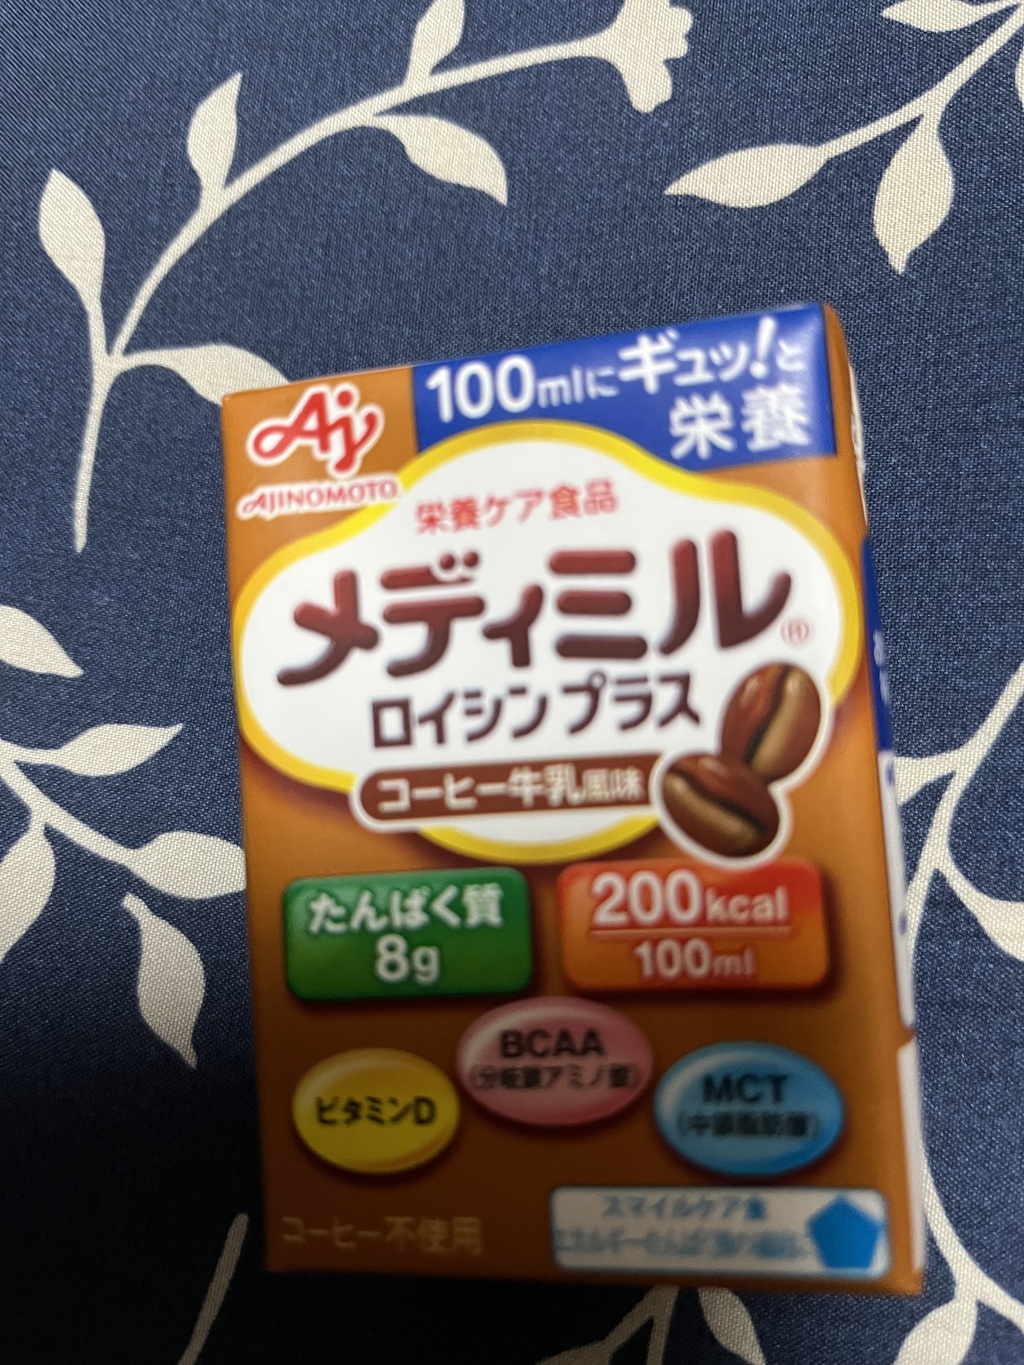 100mlにギュッ!と
栄養
Aj
AJINOMOTO
栄養ケア食品
メディミル®
ロイシンプラス
コーヒー牛乳風味
たんぱく質
8g
200kcal
100ml
BCAA
(分岐鎖アミノ酸)
ビタミンD
MCT
(中鎖脂肪酸)
コーヒー不使用
スマイルケア食